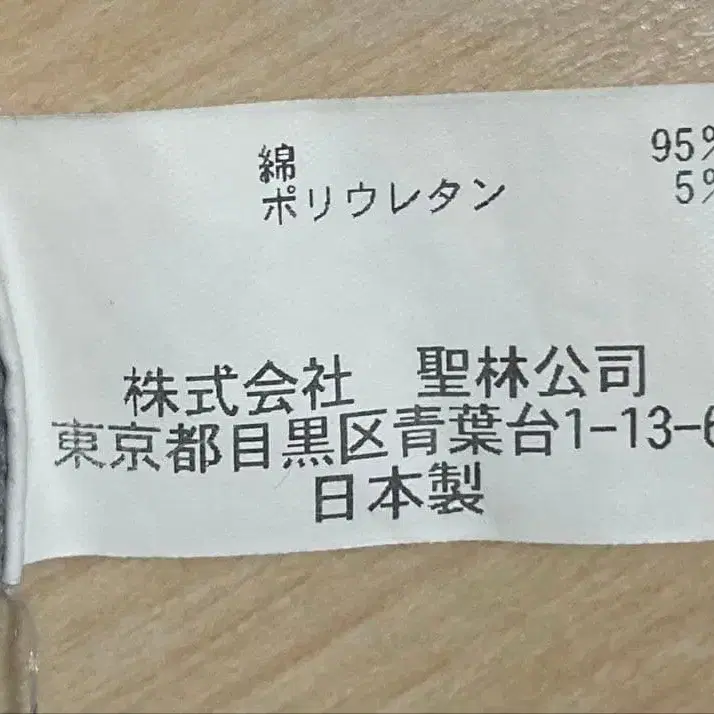 綿 95%
ポリウレタン 5%
株式会社 聖林公司
東京都目黒区青葉台1-13-6
日本製